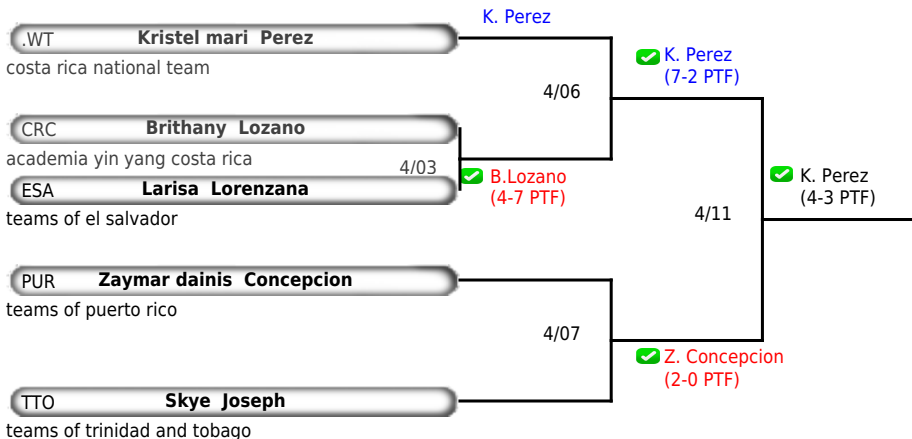 K. Perez
.WT Kristel mari Perez
costa rica national team
K. Perez
(7-2 PTF)
4/06
CRC Brithany Lozano
academia yin yang costa rica
4/03
B.Lozano
(4-7 PTF)
ESA Larisa Lorenzana
teams of el salvador
K. Perez
(4-3 PTF)
4/11
PUR Zaymar dainis Concepcion
teams of puerto rico
4/07
Z. Concepcion
(2-0 PTF)
TTO Skye Joseph
teams of trinidad and tobago